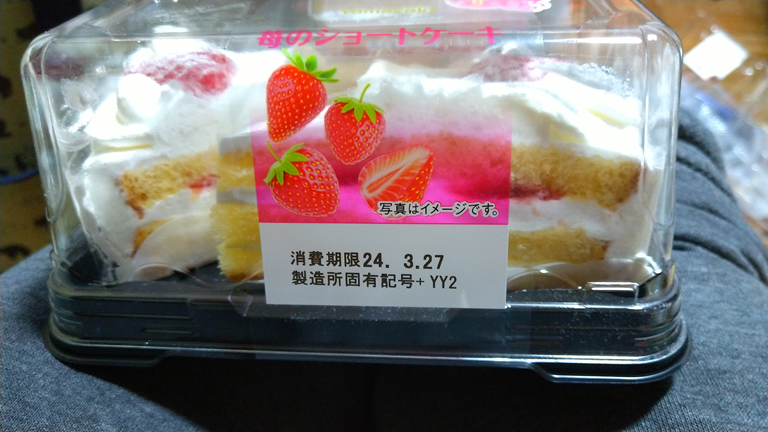 苺のショートケーキ
写真はイメージです。
消費期限24. 3.27
製造所固有記号+ YY2